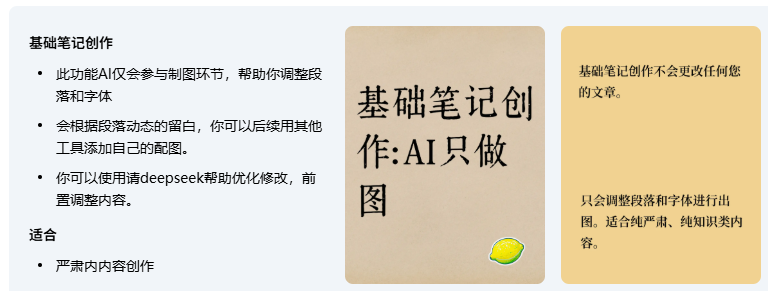 基础笔记创作
• 此功能AI仅会参与制图环节，帮助你调整段
落和字体
• 会根据段落动态的留白，你可以后续用其他
工具添加自己的配图。
• 你可以使用请deepseek帮助优化修改，前
置调整内容。
适合
• 严肃内内容创作
基础笔记创
作:AI只做
图
基础笔记创作不会更改任何您
的文章。
只会调整段落和字体进行出
图。适合纯严肃、纯知识类内
容。